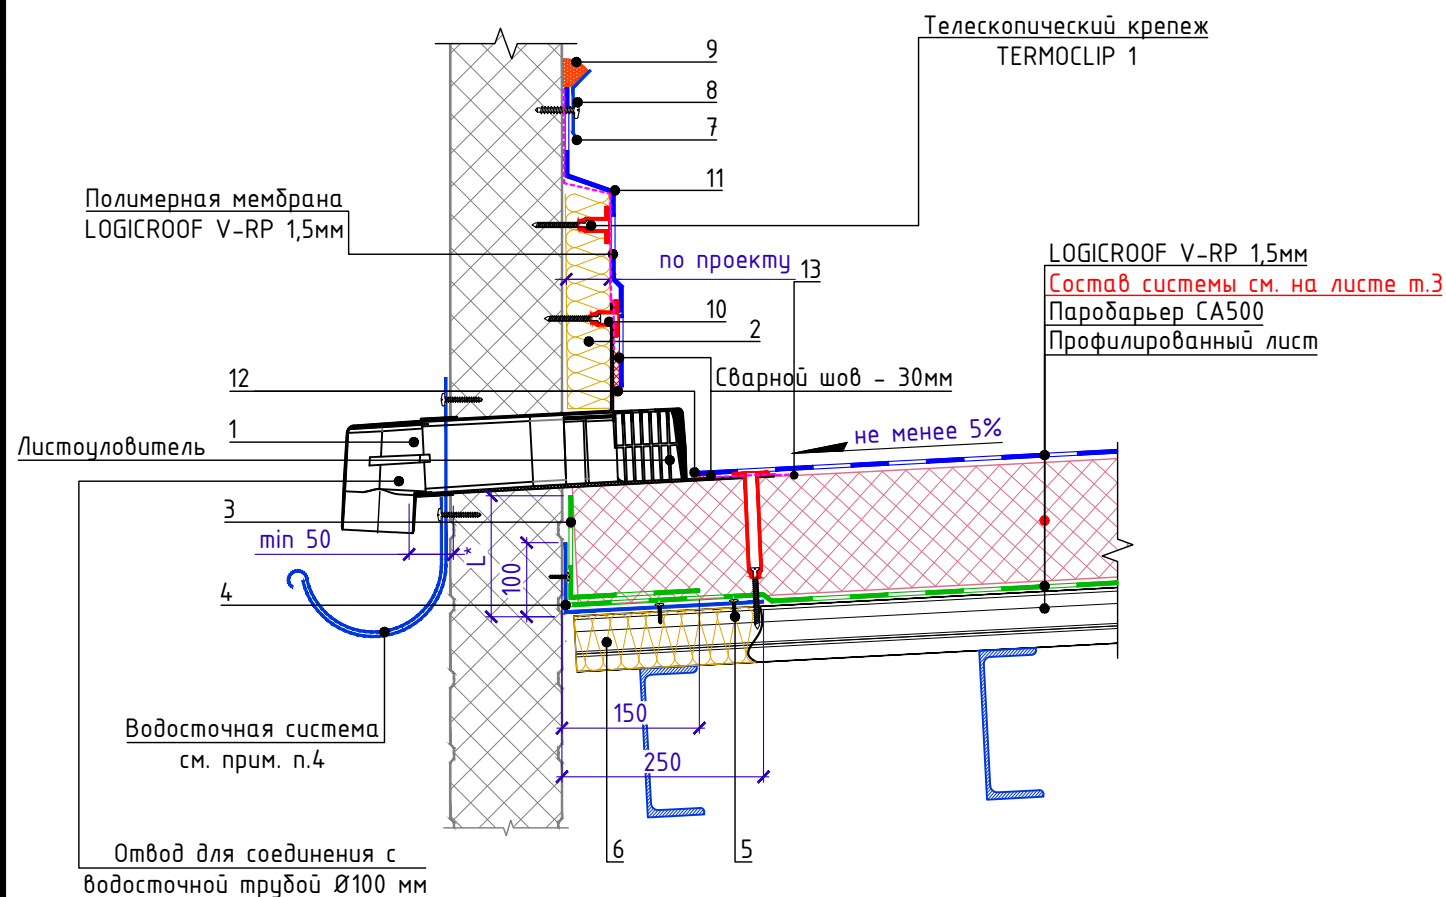 Телескопический крепеж
TERMOCLIP 1
9
8
7
11
Полимерная мембрана
LOGICROOF V-RP 1,5мм
по проекту
13
LOGICROOF V-RP 1,5мм
Состав системы см. на листе т.3
Паробарьер СА500
Профилированный лист
10
2
12
Сварной шов - 30мм
1
Листоуловитель
не менее 5%
3
min 50
L*
100
4
150
Водосточная система
см. прим. п.4
250
6
5
Отвод для соединения с
водосточной трубой Ø100 мм